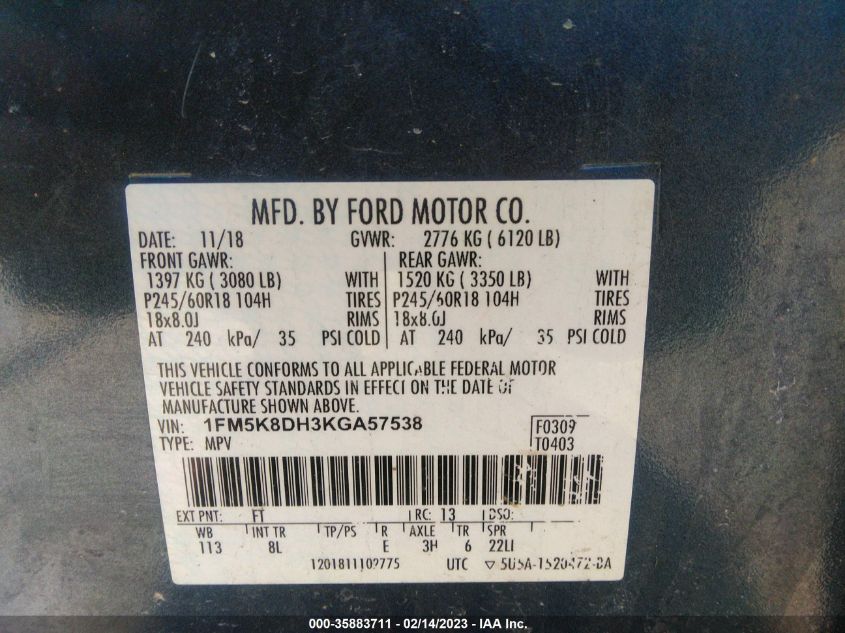 MFD. BY FORD MOTOR CO.
DATE: 11/18 GVWR: 2776 KG ( 6120 LB)
FRONT GAWR: REAR GAWR:
1397 KG ( 3080 LB) WITH 1520 KG ( 3350 LB) WITH
P245/60R18 104H TIRES P245/60R18 104H TIRES
18x8.0J RIMS 18x8.0J RIMS
AT 240 kPa/ 35 PSI COLD AT 240 kPa/ 35 PSI COLD
THIS VEHICLE CONFORMS TO ALL APPLICABLE FEDERAL MOTOR
VEHICLE SAFETY STANDARDS IN EFFECT ON THE DATE OF
MANUFACTURE SHOWN ABOVE.
VIN: 1FM5K8DH3KGA57538 F0309
TYPE: MPV T0403
EXT PNT: FT RC: 13 DSO:
WB INT TR TP/PS R AXLE TR SPR
113 8L E 3H 6 22LI
1201811109775 UTC ▽ 5U5A-1520472-BA
000-35883711 - 02/14/2023 - IAA Inc.